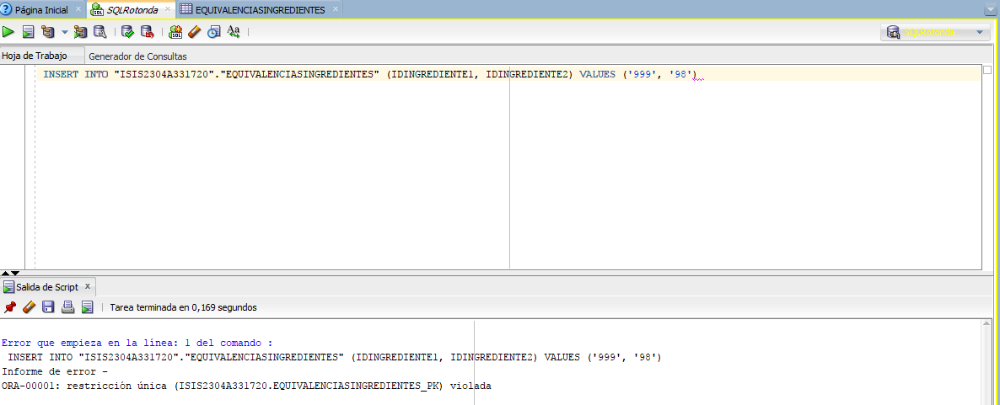 Página Inicial
SQLRotonda
EQUIVALENCIASINGREDIENTES
SQLRotonda
Hoja de Trabajo
Generador de Consultas
INSERT INTO "ISIS2304A331720"."EQUIVALENCIASINGREDIENTES" (IDINGREDIENTE1, IDINGREDIENTE2) VALUES ('999', '98')
Salida de Script
Tarea terminada en 0,169 segundos
Error que empieza en la línea: 1 del comando :
INSERT INTO "ISIS2304A331720"."EQUIVALENCIASINGREDIENTES" (IDINGREDIENTE1, IDINGREDIENTE2) VALUES ('999', '98')
Informe de error -
ORA-00001: restricción única (ISIS2304A331720.EQUIVALENCIASINGREDIENTES_PK) violada